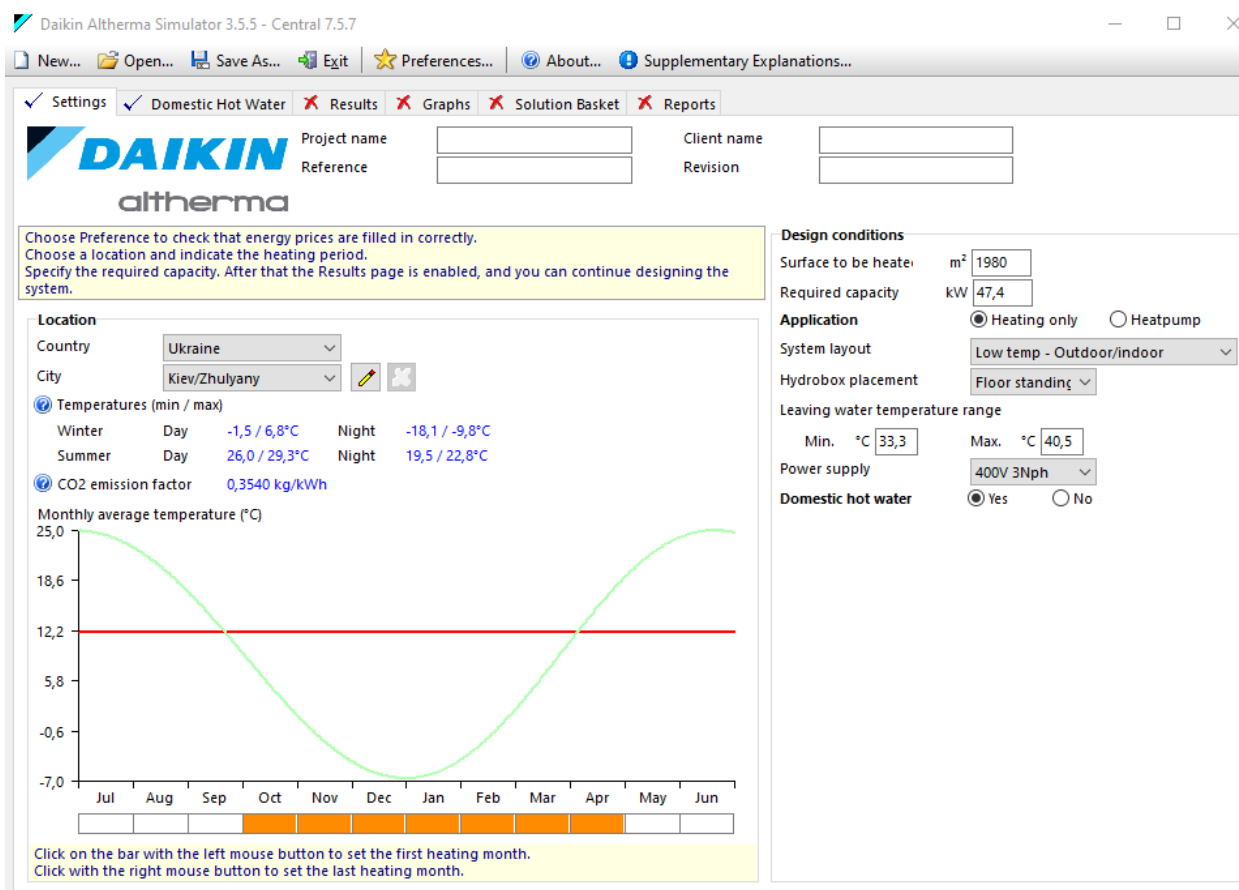 Daikin Altherma Simulator 3.5.5 - Central 7.5.7
New... Open... Save As... Exit Preferences... About... Supplementary Explanations...
Settings Domestic Hot Water Results Graphs Solution Basket Reports
DAIKIN
altherma
Project name Client name
Reference Revision
Choose Preference to check that energy prices are filled in correctly.
Choose a location and indicate the heating period.
Specify the required capacity. After that the Results page is enabled, and you can continue designing the
system.
Location
Country Ukraine
City Kiev/Zhulyany
Temperatures (min / max)
Winter Day -1,5 / 6,8°C Night -18,1 / -9,8°C
Summer Day 26,0 / 29,3°C Night 19,5 / 22,8°C
CO2 emission factor 0,3540 kg/kWh
Monthly average temperature (°C)
25,0
18,6
12,2
5,8
-0,6
-7,0
Jul Aug Sep Oct Nov Dec Jan Feb Mar Apr May Jun
Click on the bar with the left mouse button to set the first heating month.
Click with the right mouse button to set the last heating month.
Design conditions
Surface to be heate m² 1980
Required capacity kW 47,4
Application Heating only Heatpump
System layout Low temp - Outdoor/indoor
Hydrobox placement Floor standing
Leaving water temperature range
Min. °C 33,3 Max. °C 40,5
Power supply 400V 3Nph
Domestic hot water Yes No